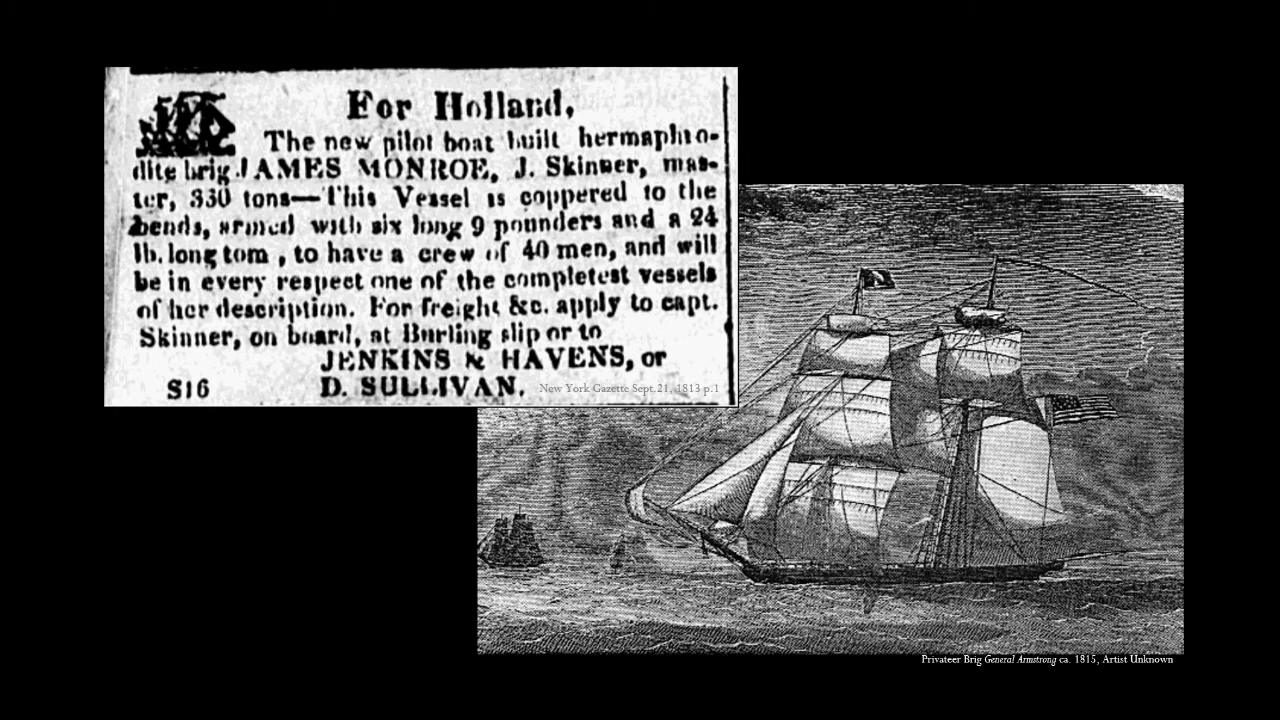 For Holland,
The new pilot boat built hermaphro-
dite brig JAMES MONROE, J. Skinner, mas-
ter, 330 tons—This Vessel is coppered to the
bends, armed with six long 9 pounders and a 24
lb. long tom , to have a crew of 40 men, and will
be in every respect one of the completest vessels
of her description. For freight &c. apply to capt.
Skinner, on board, at Burling slip or to
JENKINS & HAVENS, or
S16 D. SULLIVAN.
New York Gazette Sept.21, 1813 p.1
Privateer Brig General Armstrong ca. 1815, Artist Unknown